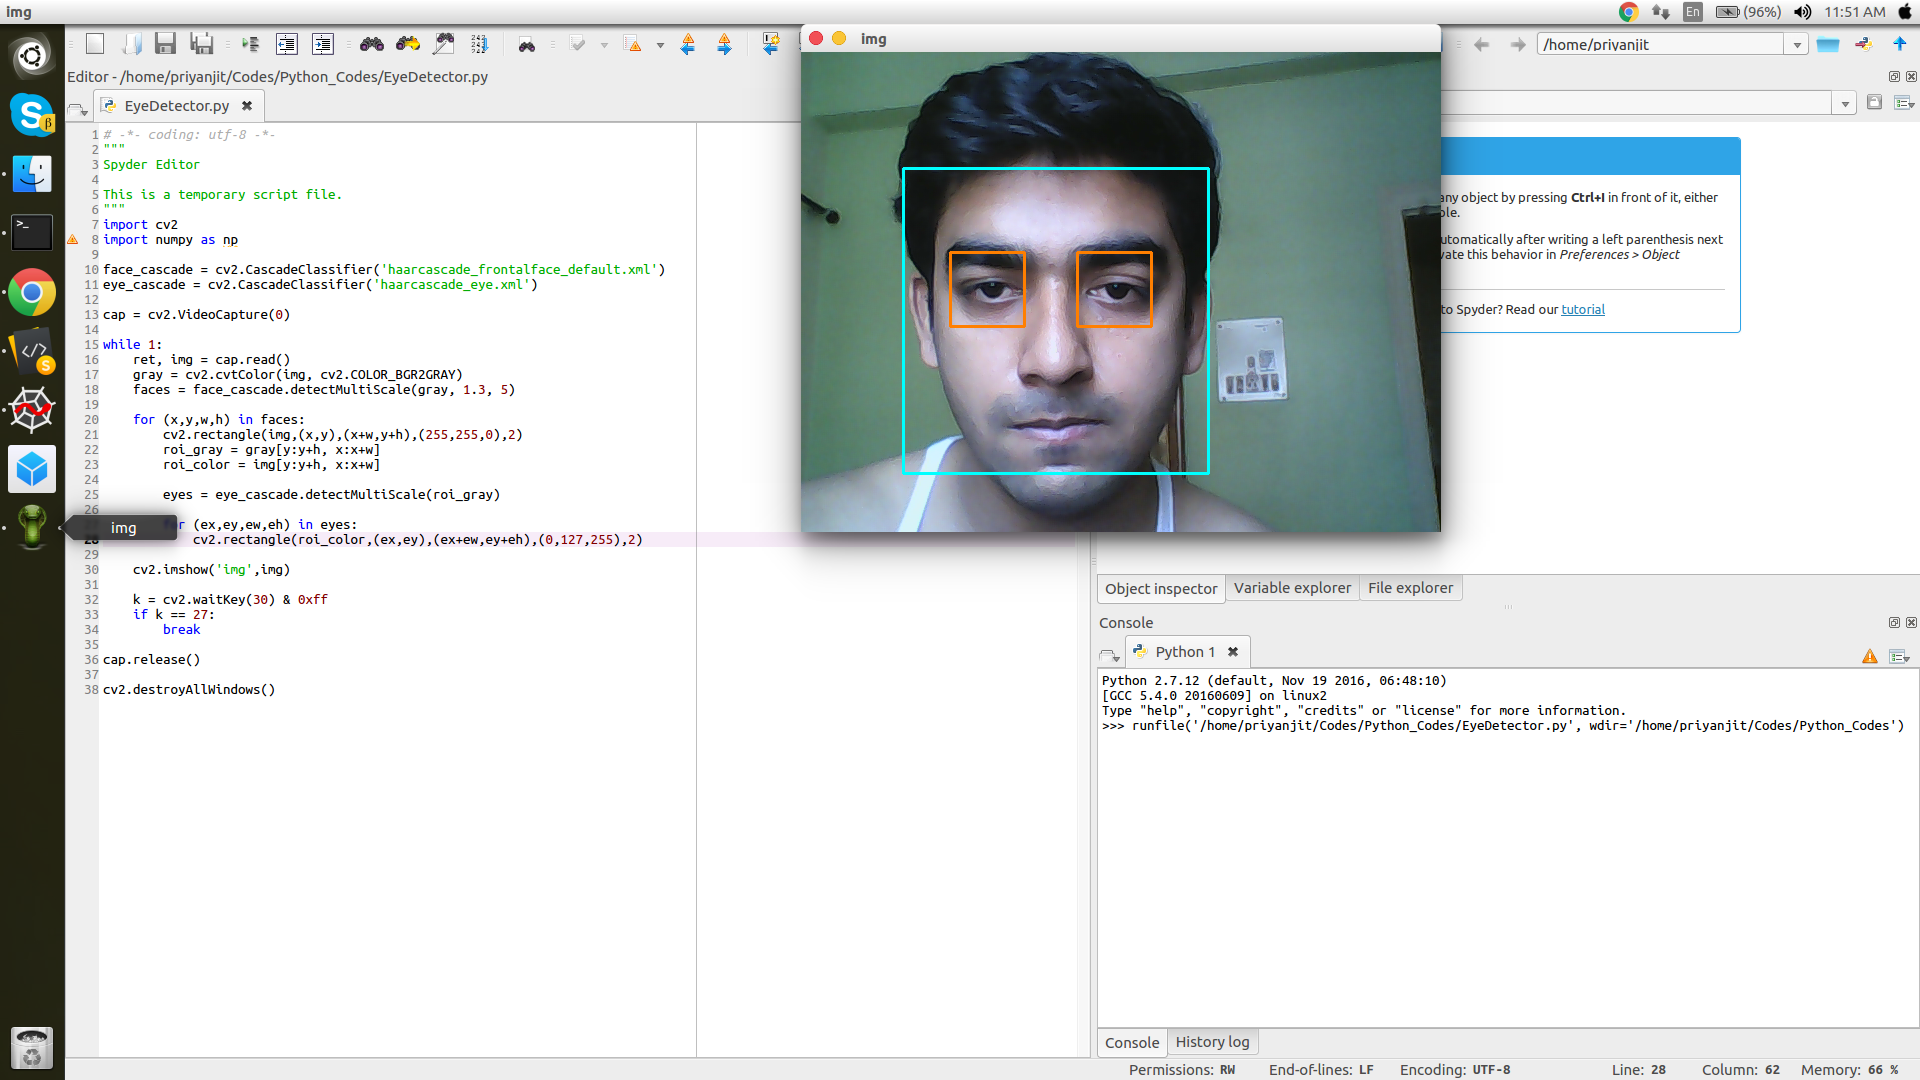 img
En
(96%)
11:51 AM
Editor - /home/priyanjit/Codes/Python_Codes/EyeDetector.py
EyeDetector.py
1 # -*- coding: utf-8 -*-
2 """
3 Spyder Editor
4
5 This is a temporary script file.
6 """
7 import cv2
8 import numpy as np
9
10 face_cascade = cv2.CascadeClassifier('haarcascade_frontalface_default.xml')
11 eye_cascade = cv2.CascadeClassifier('haarcascade_eye.xml')
12
13 cap = cv2.VideoCapture(0)
14
15 while 1:
16 ret, img = cap.read()
17 gray = cv2.cvtColor(img, cv2.COLOR_BGR2GRAY)
18 faces = face_cascade.detectMultiScale(gray, 1.3, 5)
19
20 for (x,y,w,h) in faces:
21 cv2.rectangle(img,(x,y),(x+w,y+h),(255,255,0),2)
22 roi_gray = gray[y:y+h, x:x+w]
23 roi_color = img[y:y+h, x:x+w]
24
25 eyes = eye_cascade.detectMultiScale(roi_gray)
26
img
r (ex,ey,ew,eh) in eyes:
28 cv2.rectangle(roi_color,(ex,ey),(ex+ew,ey+eh),(0,127,255),2)
29
30 cv2.imshow('img',img)
31
32 k = cv2.waitKey(30) & 0xff
33 if k == 27:
34 break
35
36 cap.release()
37
38 cv2.destroyAllWindows()
img
/home/priyanjit
any object by pressing Ctrl+I in front of it, either
ble.
utomatically after writing a left parenthesis next
vate this behavior in Preferences > Object
to Spyder? Read our tutorial
Object inspector
Variable explorer
File explorer
Console
Python 1
Python 2.7.12 (default, Nov 19 2016, 06:48:10)
[GCC 5.4.0 20160609] on linux2
Type "help", "copyright", "credits" or "license" for more information.
>>> runfile('/home/priyanjit/Codes/Python_Codes/EyeDetector.py', wdir='/home/priyanjit/Codes/Python_Codes')
Console
History log
Permissions: RW
End-of-lines: LF
Encoding: UTF-8
Line: 28
Column: 62
Memory: 66 %